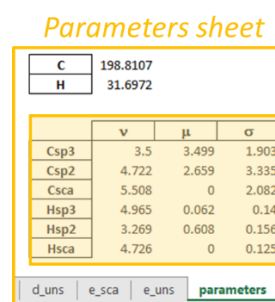 Parameters sheet
C 198.8107
H 31.6972
ν μ σ
Csp3 3.5 3.499 1.903
Csp2 4.722 2.659 3.335
Csca 5.508 0 2.082
Hsp3 4.965 0.062 0.14
Hsp2 3.269 0.608 0.156
Hsca 4.726 0 0.125
d_uns e_sca e_uns parameters